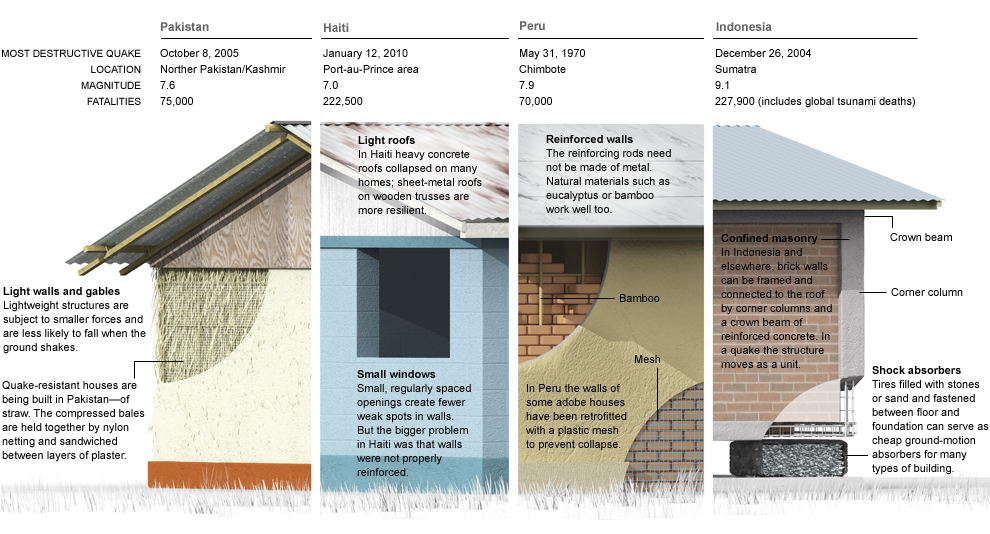 Pakistan
Haiti
Peru
Indonesia
MOST DESTRUCTIVE QUAKE
October 8, 2005
January 12, 2010
May 31, 1970
December 26, 2004
LOCATION
Norther Pakistan/Kashmir
Port-au-Prince area
Chimbote
Sumatra
MAGNITUDE
7.6
7.0
7.9
9.1
FATALITIES
75,000
222,500
70,000
227,900 (includes global tsunami deaths)
Light walls and gables
Lightweight structures are
subject to smaller forces and
are less likely to fall when the
ground shakes.
Quake-resistant houses are
being built in Pakistan—of
straw. The compressed bales
are held together by nylon
netting and sandwiched
between layers of plaster.
Light roofs
In Haiti heavy concrete
roofs collapsed on many
homes; sheet-metal roofs
on wooden trusses are
more resilient.
Small windows
Small, regularly spaced
openings create fewer
weak spots in walls.
But the bigger problem
in Haiti was that walls
were not properly
reinforced.
Reinforced walls
The reinforcing rods need
not be made of metal.
Natural materials such as
eucalyptus or bamboo
work well too.
Bamboo
Mesh
In Peru the walls of
some adobe houses
have been retrofitted
with a plastic mesh
to prevent collapse.
Confined masonry
In Indonesia and
elsewhere, brick walls
can be framed and
connected to the roof
by corner columns and
a crown beam of
reinforced concrete. In
a quake the structure
moves as a unit.
Crown beam
Corner column
Shock absorbers
Tires filled with stones
or sand and fastened
between floor and
foundation can serve as
cheap ground-motion
absorbers for many
types of building.